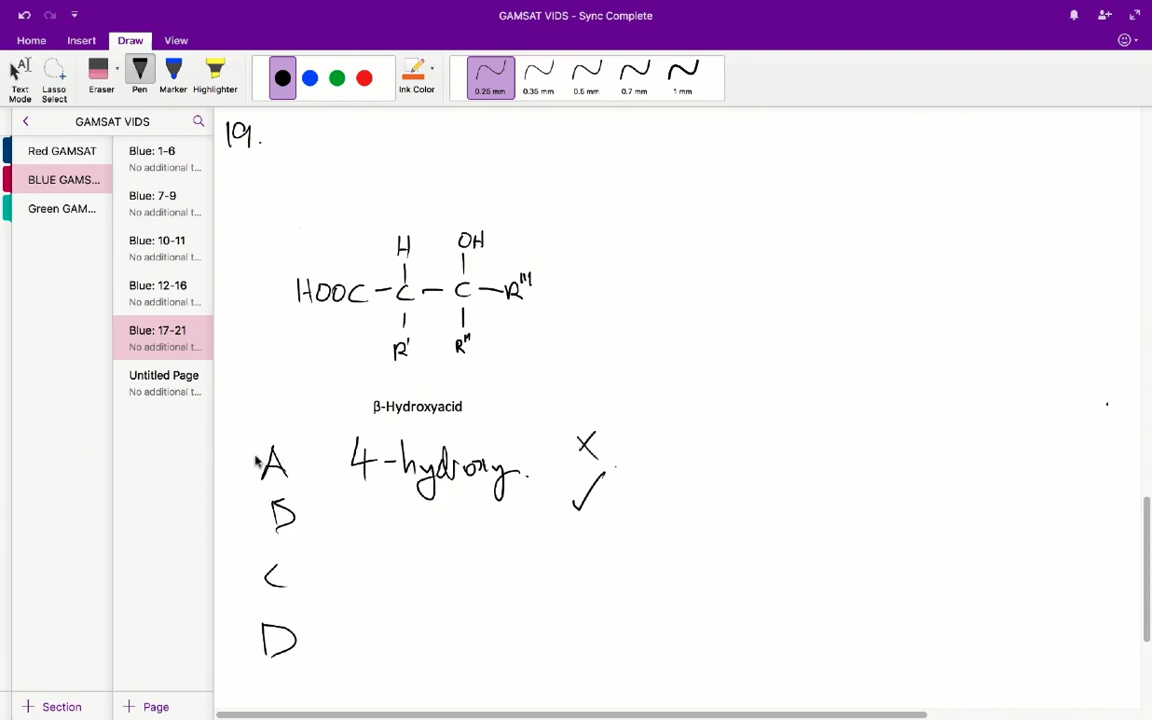 GAMSAT VIDS - Sync Complete
Home Insert Draw View
Text Mode
Lasso Select
Eraser
Pen
Marker
Highlighter
Ink Color
0.25 mm
0.35 mm
0.5 mm
0.7 mm
1 mm
GAMSAT VIDS
Red GAMSAT
BLUE GAMS...
Green GAM...
Blue: 1-6
No additional t...
Blue: 7-9
No additional t...
Blue: 10-11
No additional t...
Blue: 12-16
No additional t...
Blue: 17-21
No additional t...
Untitled Page
No additional t...
19.
H OH
HOOC - C - C - R'''
R' R''
β-Hydroxyacid
A 4-hydroxy. X
B ✓
C
D
+ Section
+ Page